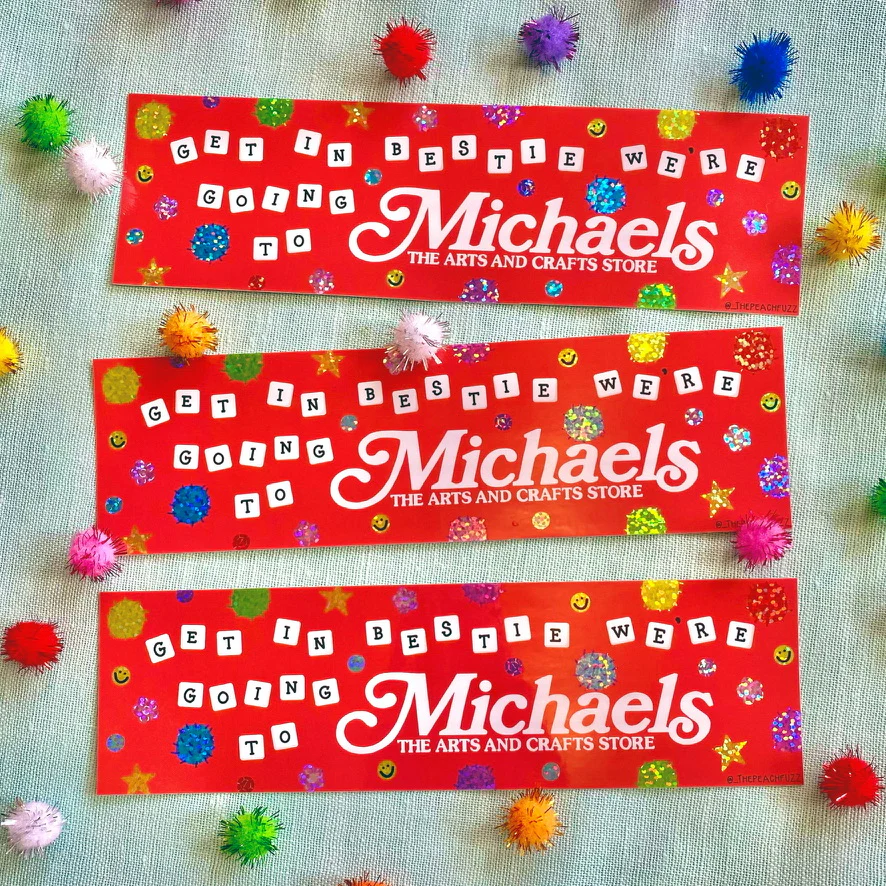 GET IN BESTIE WE'RE
GOING
TO Michaels
THE ARTS AND CRAFTS STORE
@_THEPEACHFUZZ
GET IN BESTIE WE'RE
GOING
TO Michaels
THE ARTS AND CRAFTS STORE
@_THEPEACHFUZZ
GET IN BESTIE WE'RE
GOING
TO Michaels
THE ARTS AND CRAFTS STORE
@_THEPEACHFUZZ